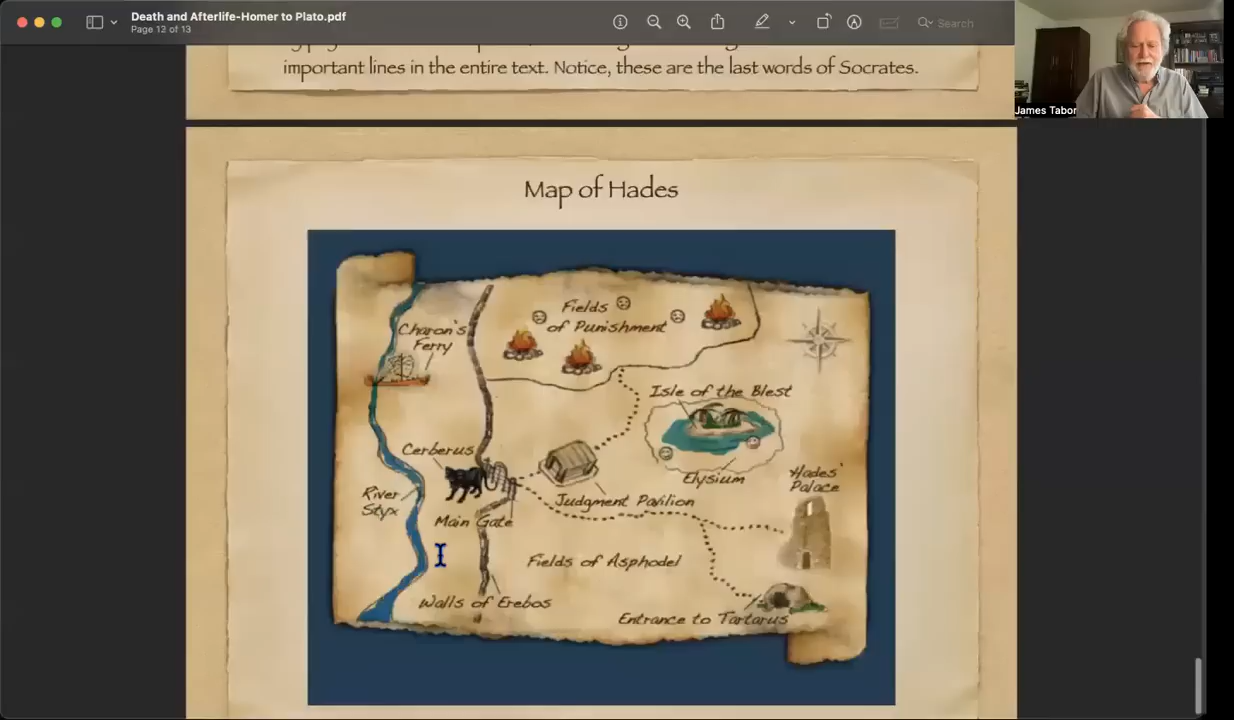 Death and Afterlife-Homer to Plato.pdf
Page 12 of 13
Search
James Tabor
important lines in the entire text. Notice, these are the last words of Socrates.
Map of Hades
Fields
of Punishment
Charon's
Ferry
Isle of the Blest
Cerberus
Elysium
Hades'
Palace
River
Styx
Judgment Pavilion
Main Gate
Fields of Asphodel
Walls of Erebos
Entrance to Tartarus